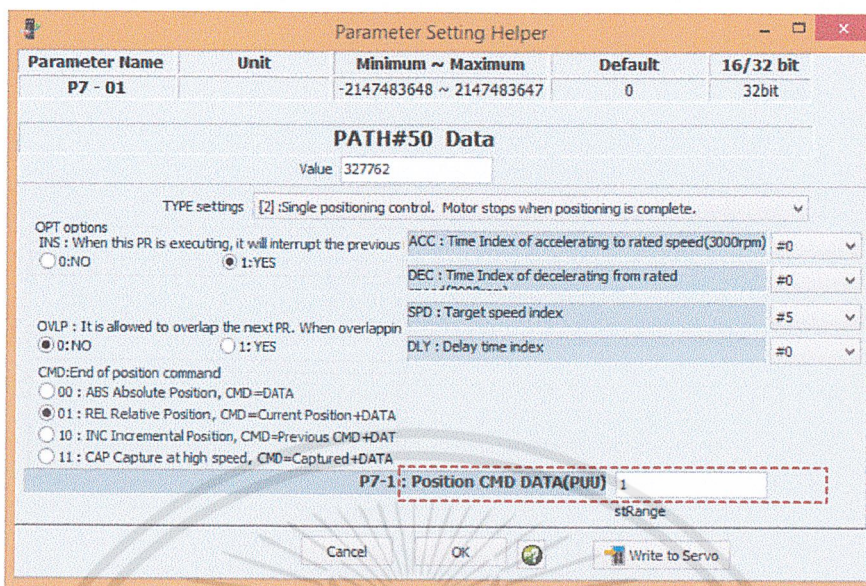 Parameter Setting Helper
Parameter Name Unit Minimum ~ Maximum Default 16/32 bit
P7 - 01 -2147483648 ~ 2147483647 0 32bit
PATH#50 Data
Value 327762
TYPE settings [2] :Single positioning control. Motor stops when positioning is complete.
OPT options
INS : When this PR is executing, it will interrupt the previous
0:NO 1:YES
ACC : Time Index of accelerating to rated speed(3000rpm) #0
DEC : Time Index of decelerating from rated
#0
SPD : Target speed index #5
OVLP : It is allowed to overlap the next PR. When overlappin
0:NO 1: YES
DLY : Delay time index #0
CMD:End of position command
00 : ABS Absolute Position, CMD=DATA
01 : REL Relative Position, CMD=Current Position+DATA
10 : INC Incremental Position, CMD=Previous CMD+DAT
11 : CAP Capture at high speed, CMD=Captured+DATA
P7-1 : Position CMD DATA(PUU) 1
stRange
Cancel OK Write to Servo